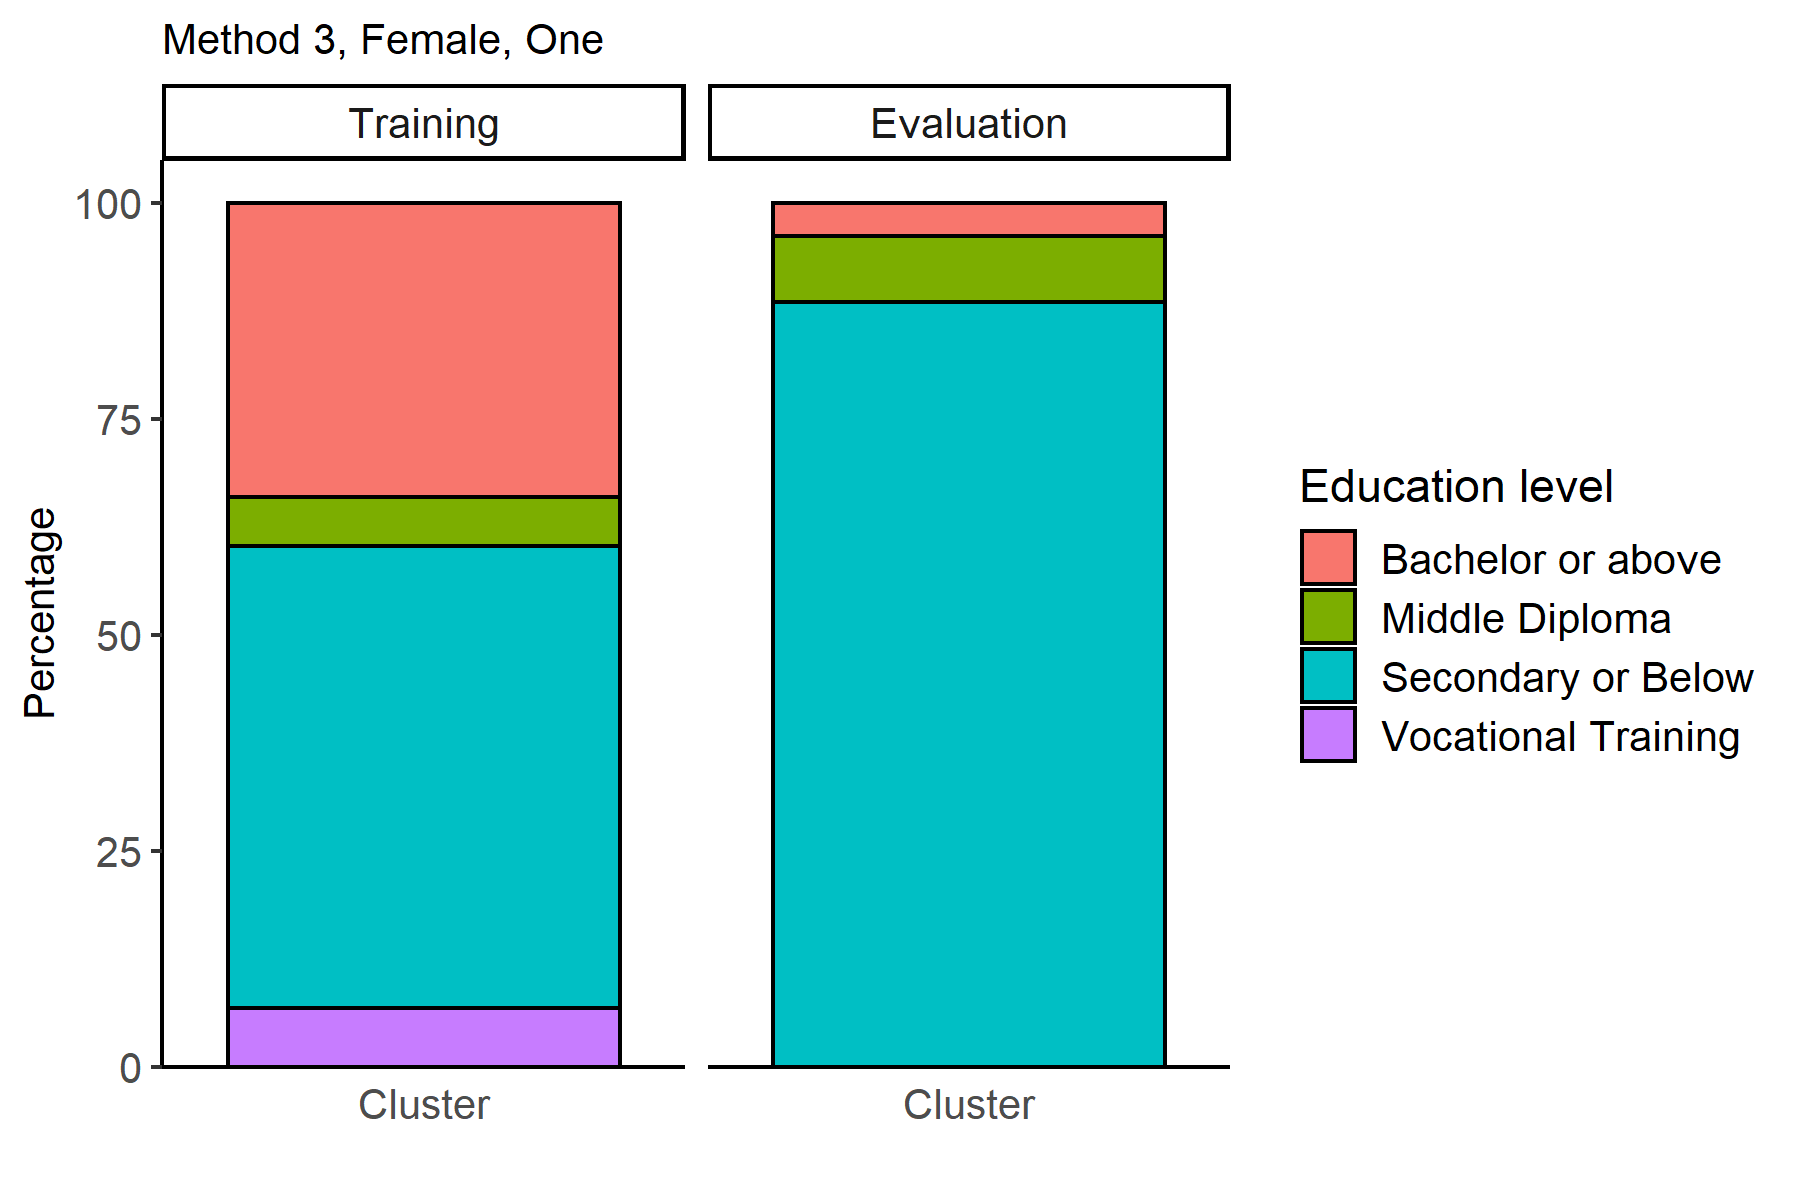 Method 3, Female, One
Training
Evaluation
100
75
50
25
0
Percentage
Cluster
Cluster
Education level
Bachelor or above
Middle Diploma
Secondary or Below
Vocational Training